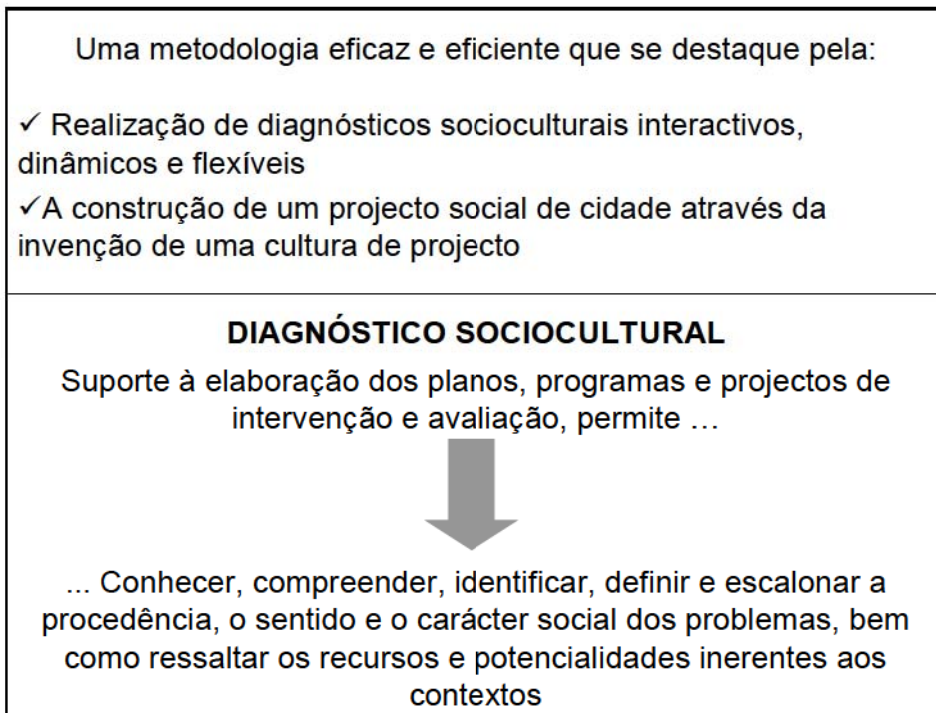 Uma metodologia eficaz e eficiente que se destaque pela:
✓ Realização de diagnósticos socioculturais interactivos,
dinâmicos e flexíveis
✓A construção de um projecto social de cidade através da
invenção de uma cultura de projecto
DIAGNÓSTICO SOCIOCULTURAL
Suporte à elaboração dos planos, programas e projectos de
intervenção e avaliação, permite …
... Conhecer, compreender, identificar, definir e escalonar a
procedência, o sentido e o carácter social dos problemas, bem
como ressaltar os recursos e potencialidades inerentes aos
contextos